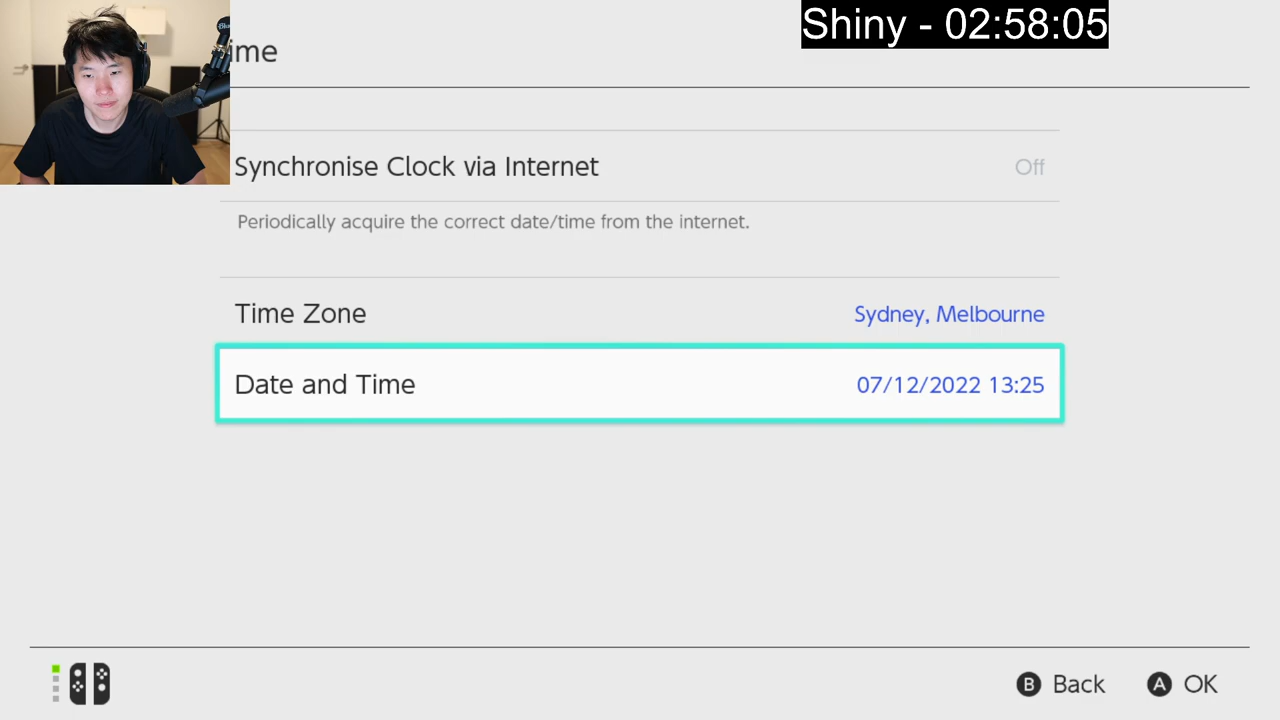 Shiny - 02:58:05
ime
Synchronise Clock via Internet Off
Periodically acquire the correct date/time from the internet.
Time Zone Sydney, Melbourne
Date and Time 07/12/2022 13:25
B Back A OK